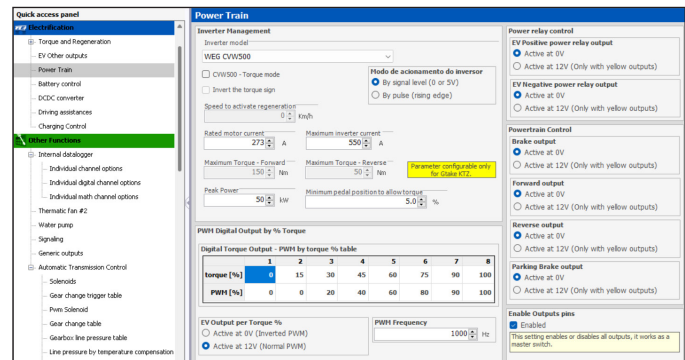 Quick access panel
Electrification
Torque and Regeneration
EV Other outputs
Power Train
Battery control
DCDC converter
Driving assistances
Charging Control
Other Functions
Internal datalogger
Individual channel options
Individual digital channel options
Individual math channel options
Thermatic fan #2
Water pump
Signaling
Generic outputs
Automatic Transmission Control
Solenoids
Gear change trigger table
Pwm Solenoid
Gear change table
Gearbox line pressure table
Line pressure by temperature compensation
Power Train
Inverter Management
Inverter model
WEG CVW500
CVW500 - Torque mode
Invert the torque sign
Modo de acionamento do inversor
By signal level (0 or 5V)
By pulse (rising edge)
Speed to activate regeneration
0 Km/h
Rated motor current
273 A
Maximum inverter current
550 A
Maximum Torque - Forward
150 Nm
Maximum Torque - Reverse
50 Nm
Parameter configurable only
for Gtake KTZ.
Peak Power
50 kW
Minimum pedal position to allow torque
5.0 %
PWM Digital Output by % Torque
Digital Torque Output - PWM by torque % table
1 2 3 4 5 6 7 8
torque [%] 0 15 30 45 60 75 90 100
PWM [%] 0 0 20 40 60 80 90 100
EV Output per Torque %
Active at 0V (Inverted PWM)
Active at 12V (Normal PWM)
PWM Frequency
1000 Hz
Power relay control
EV Positive power relay output
Active at 0V
Active at 12V (Only with yellow outputs)
EV Negative power relay output
Active at 0V
Active at 12V (Only with yellow outputs)
Powertrain Control
Brake output
Active at 0V
Active at 12V (Only with yellow outputs)
Forward output
Active at 0V
Active at 12V (Only with yellow outputs)
Reverse output
Active at 0V
Active at 12V (Only with yellow outputs)
Parking Brake output
Active at 0V
Active at 12V (Only with yellow outputs)
Enable Outputs pins
Enabled
This setting enables or disables all outputs, it works as a
master switch.